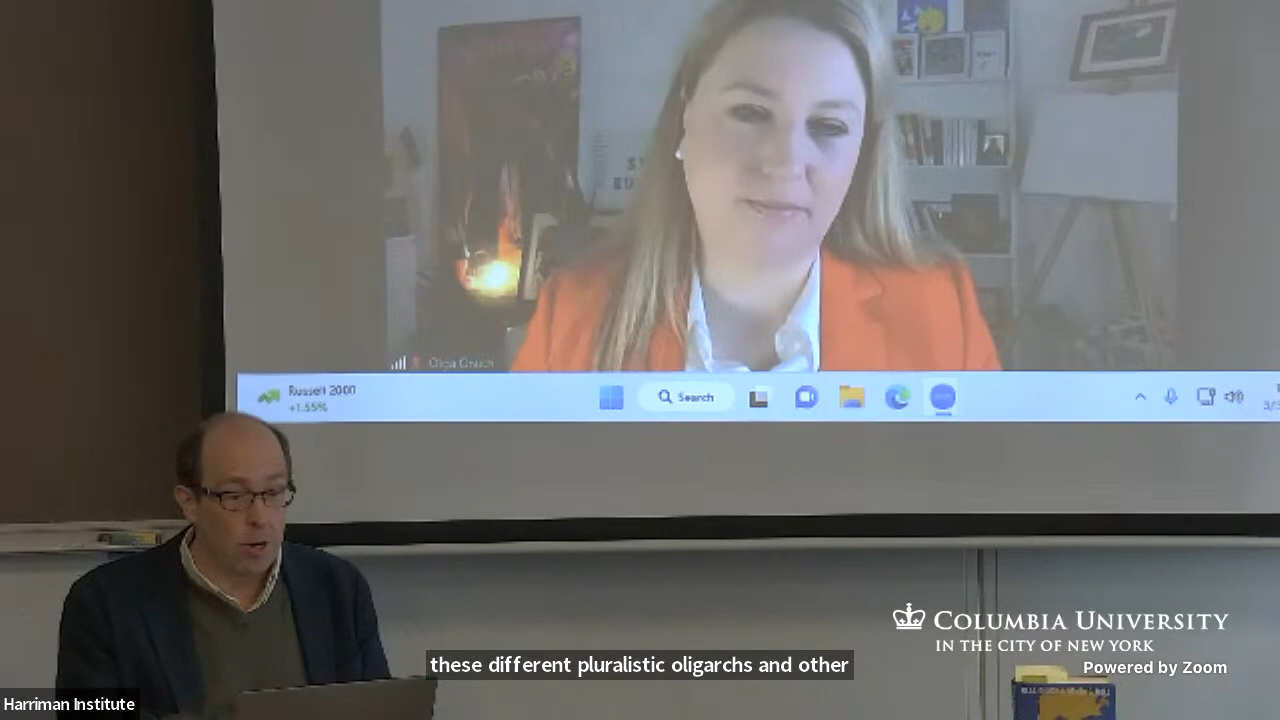 Olga Onuch
Russell 2000
+1.55%
Search
COLUMBIA UNIVERSITY
IN THE CITY OF NEW YORK
Powered by Zoom
these different pluralistic oligarchs and other
Harriman Institute